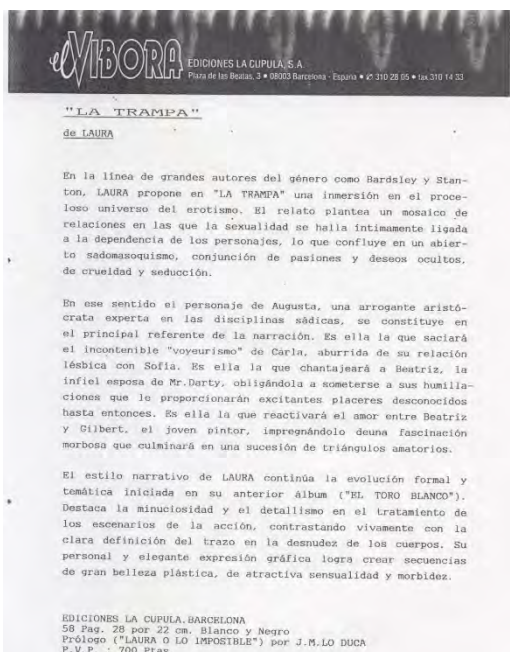 el VIBORA
EDICIONES LA CUPULA, S.A.
Plaza de las Beatas, 3 • 08003 Barcelona - España • ✆ 310 28 05 • fax 310 14 33
"LA TRAMPA"
de LAURA
En la línea de grandes autores del género como Bardsley y Stan-
ton, LAURA propone en "LA TRAMPA" una inmersión en el proce-
loso universo del erotismo. El relato plantea un mosaico de
relaciones en las que la sexualidad se halla íntimamente ligada
a la dependencia de los personajes, lo que confluye en un abier-
to sadomasoquismo, conjunción de pasiones y deseos ocultos,
de crueldad y seducción.
En ese sentido el personaje de Augusta, una arrogante aristó-
crata experta en las disciplinas sádicas, se constituye en
el principal referente de la narración. Es ella la que saciará
el incontenible "voyeurismo" de Carla, aburrida de su relación
lésbica con Sofía. Es ella la que chantajeará a Beatriz, la
infiel esposa de Mr.Darty, obligándola a someterse a sus humilla-
ciones que le proporcionarán excitantes placeres desconocidos
hasta entonces. Es ella la que reactivará el amor entre Beatriz
y Gilbert, el joven pintor, impregnándolo deuna fascinación
morbosa que culminará en una sucesión de triángulos amatorios.
El estilo narrativo de LAURA continúa la evolución formal y
temática iniciada en su anterior álbum ("EL TORO BLANCO").
Destaca la minuciosidad y el detallismo en el tratamiento de
los escenarios de la acción, contrastando vivamente con la
clara definición del trazo en la desnudez de los cuerpos. Su
personal y elegante expresión gráfica logra crear secuencias
de gran belleza plástica, de atractiva sensualidad y morbidez.
EDICIONES LA CUPULA.BARCELONA
58 Pag. 28 por 22 cm. Blanco y Negro
Prólogo ("LAURA O LO IMPOSTBLE") por J.M.LO DUCA
P.V.P. : 700 Ptas